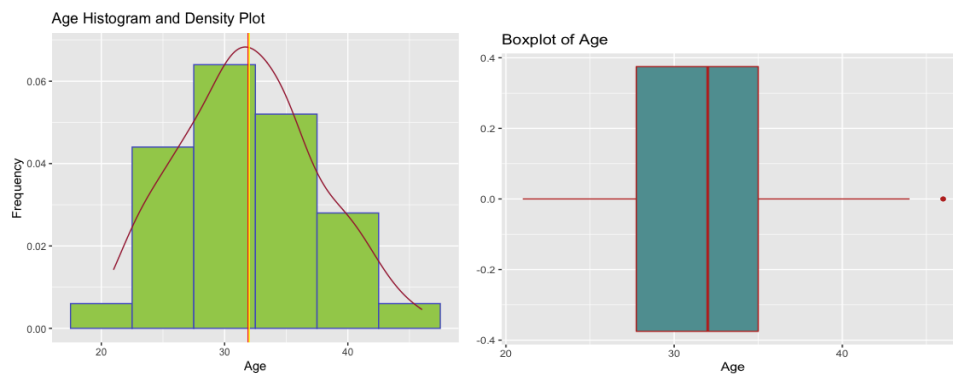 Age Histogram and Density Plot
Frequency
0.06
0.04
0.02
0.00
20 30 40
Age
Boxplot of Age
0.4
0.2
0.0
-0.2
-0.4
20 30 40
Age